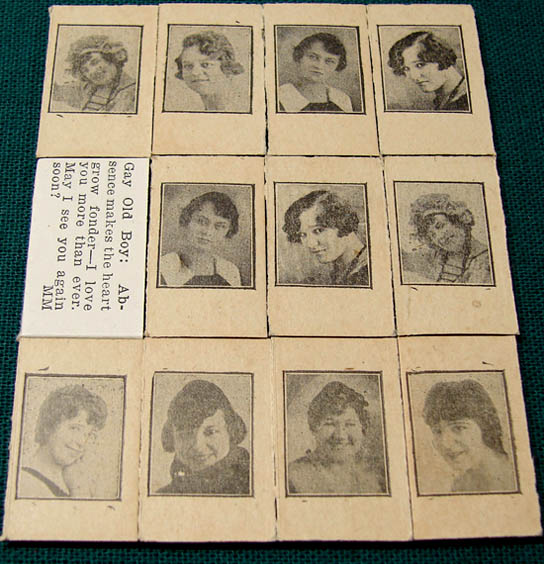 Gay Old Boy: Ab-
sence makes the heart
grow fonder—I love
you more than ever.
May I see you again
soon? MM